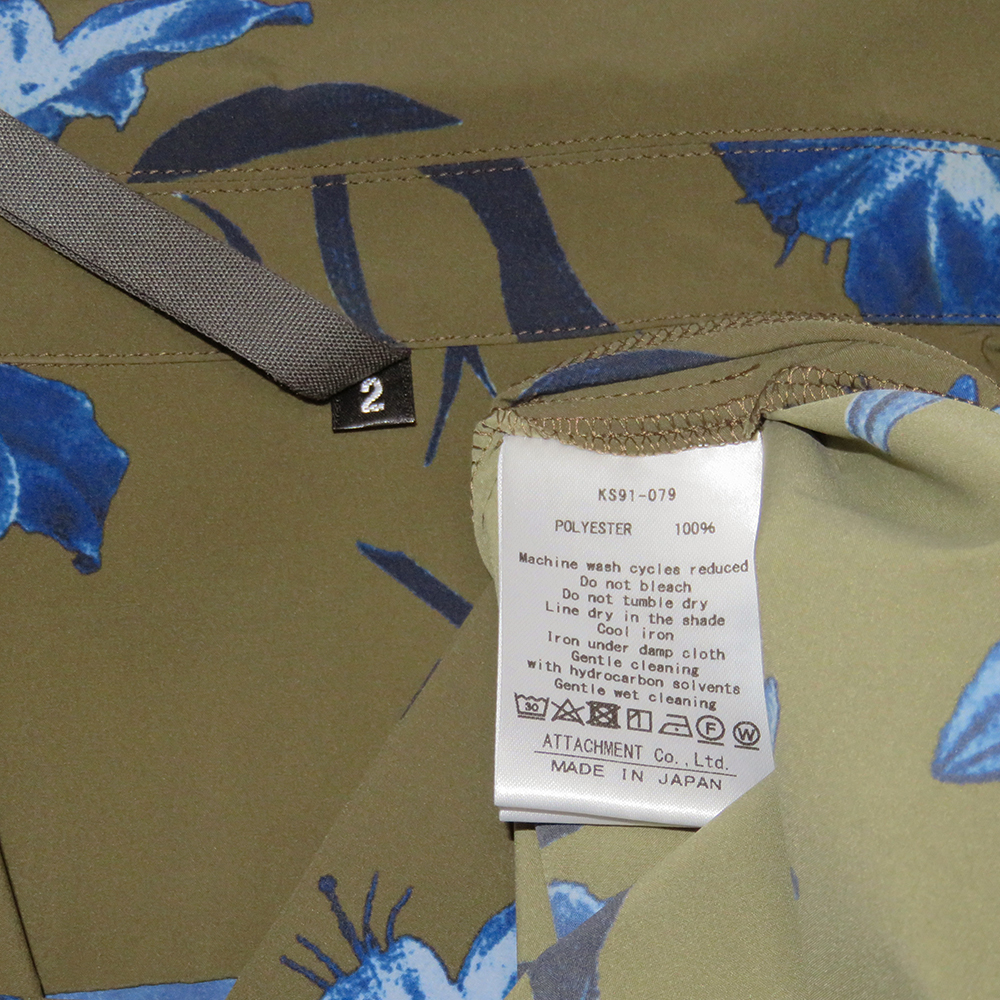 2
KS91-079
POLYESTER 100%
Machine wash cycles reduced
Do not bleach
Do not tumble dry
Line dry in the shade
Cool iron
Iron under damp cloth
Gentle cleaning
with hydrocarbon solvents
Gentle wet cleaning
30 F W
ATTACHMENT Co.,Ltd.
MADE IN JAPAN